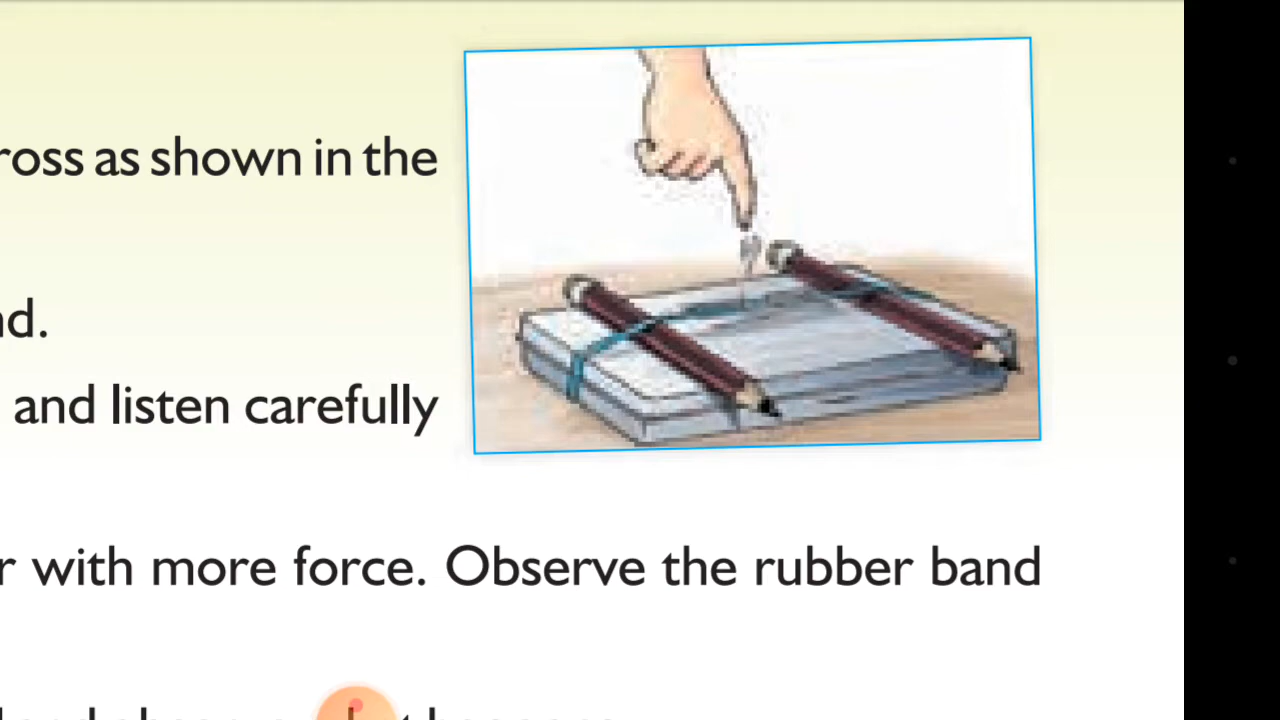 ross as shown in the
nd.
and listen carefully
r with more force. Observe the rubber band